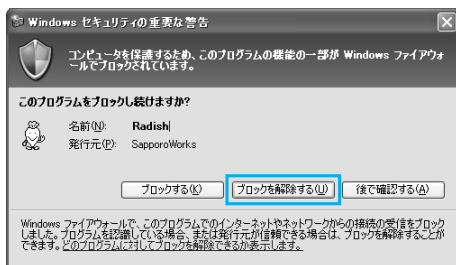 Windows セキュリティの重要な警告
コンピュータを保護するため、このプログラムの機能の一部が Windows ファイアウォ
ールでブロックされています。
このプログラムをブロックし続けますか?
名前(N): Radish
発行元(P): SapporoWorks
ブロックする(K) ブロックを解除する(U) 後で確認する(A)
Windows ファイアウォールで、このプログラムでのインターネットやネットワークからの接続の受信をブロック
しました。プログラムを認識している場合、または発行元が信頼できる場合は、ブロックを解除することが
できます。どのプログラムに対してブロックを解除できるか表示します。